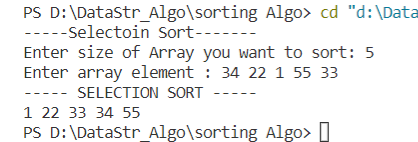 PS D:\DataStr_Algo\sorting Algo> cd "d:\Data
-----Selectoin Sort-------
Enter size of Array you want to sort: 5
Enter array element : 34 22 1 55 33
----- SELECTION SORT -----
1 22 33 34 55
PS D:\DataStr_Algo\sorting Algo>